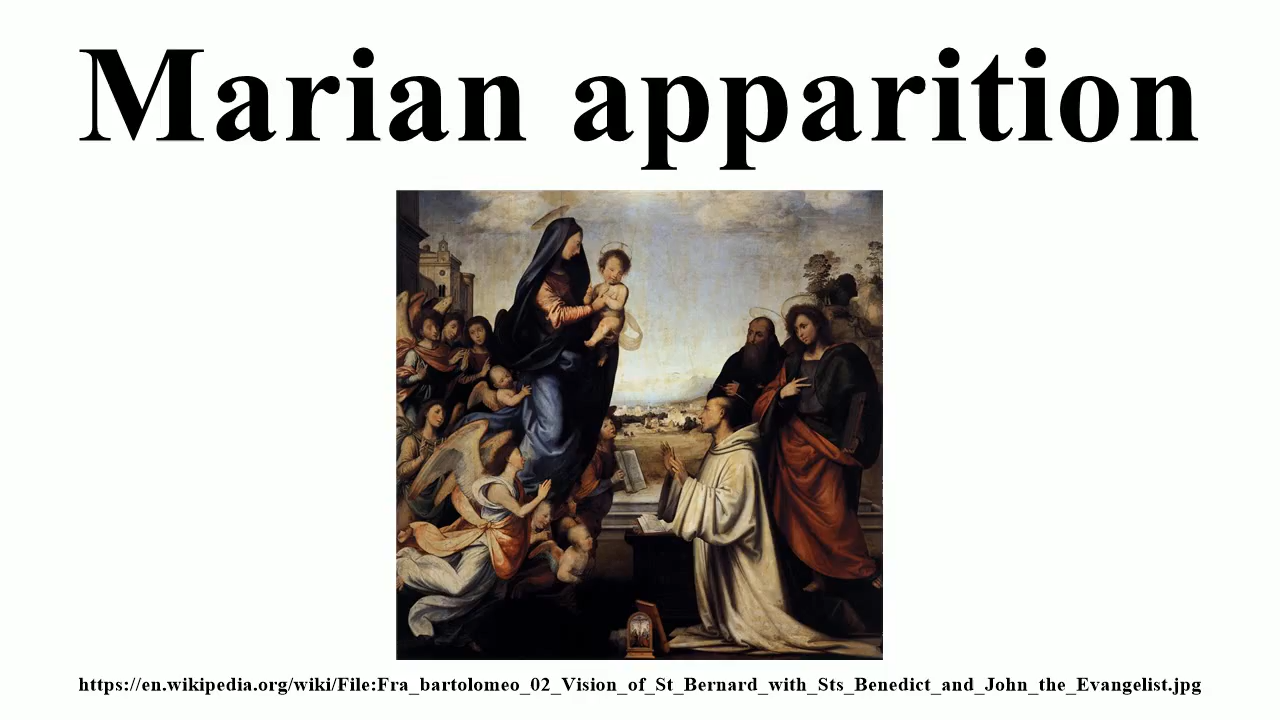 Marian apparition
https://en.wikipedia.org/wiki/File:Fra_bartolomeo_02_Vision_of_St_Bernard_with_Sts_Benedict_and_John_the_Evangelist.jpg